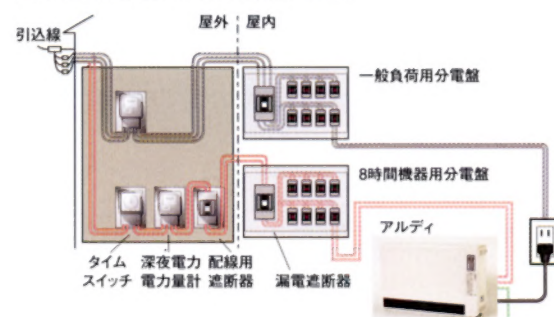 屋外 屋内
引込線
一般負荷用分電盤
8時間機器用分電盤
アルディ
タイム
スイッチ
深夜電力
電力量計
配線用
遮断器
漏電遮断器